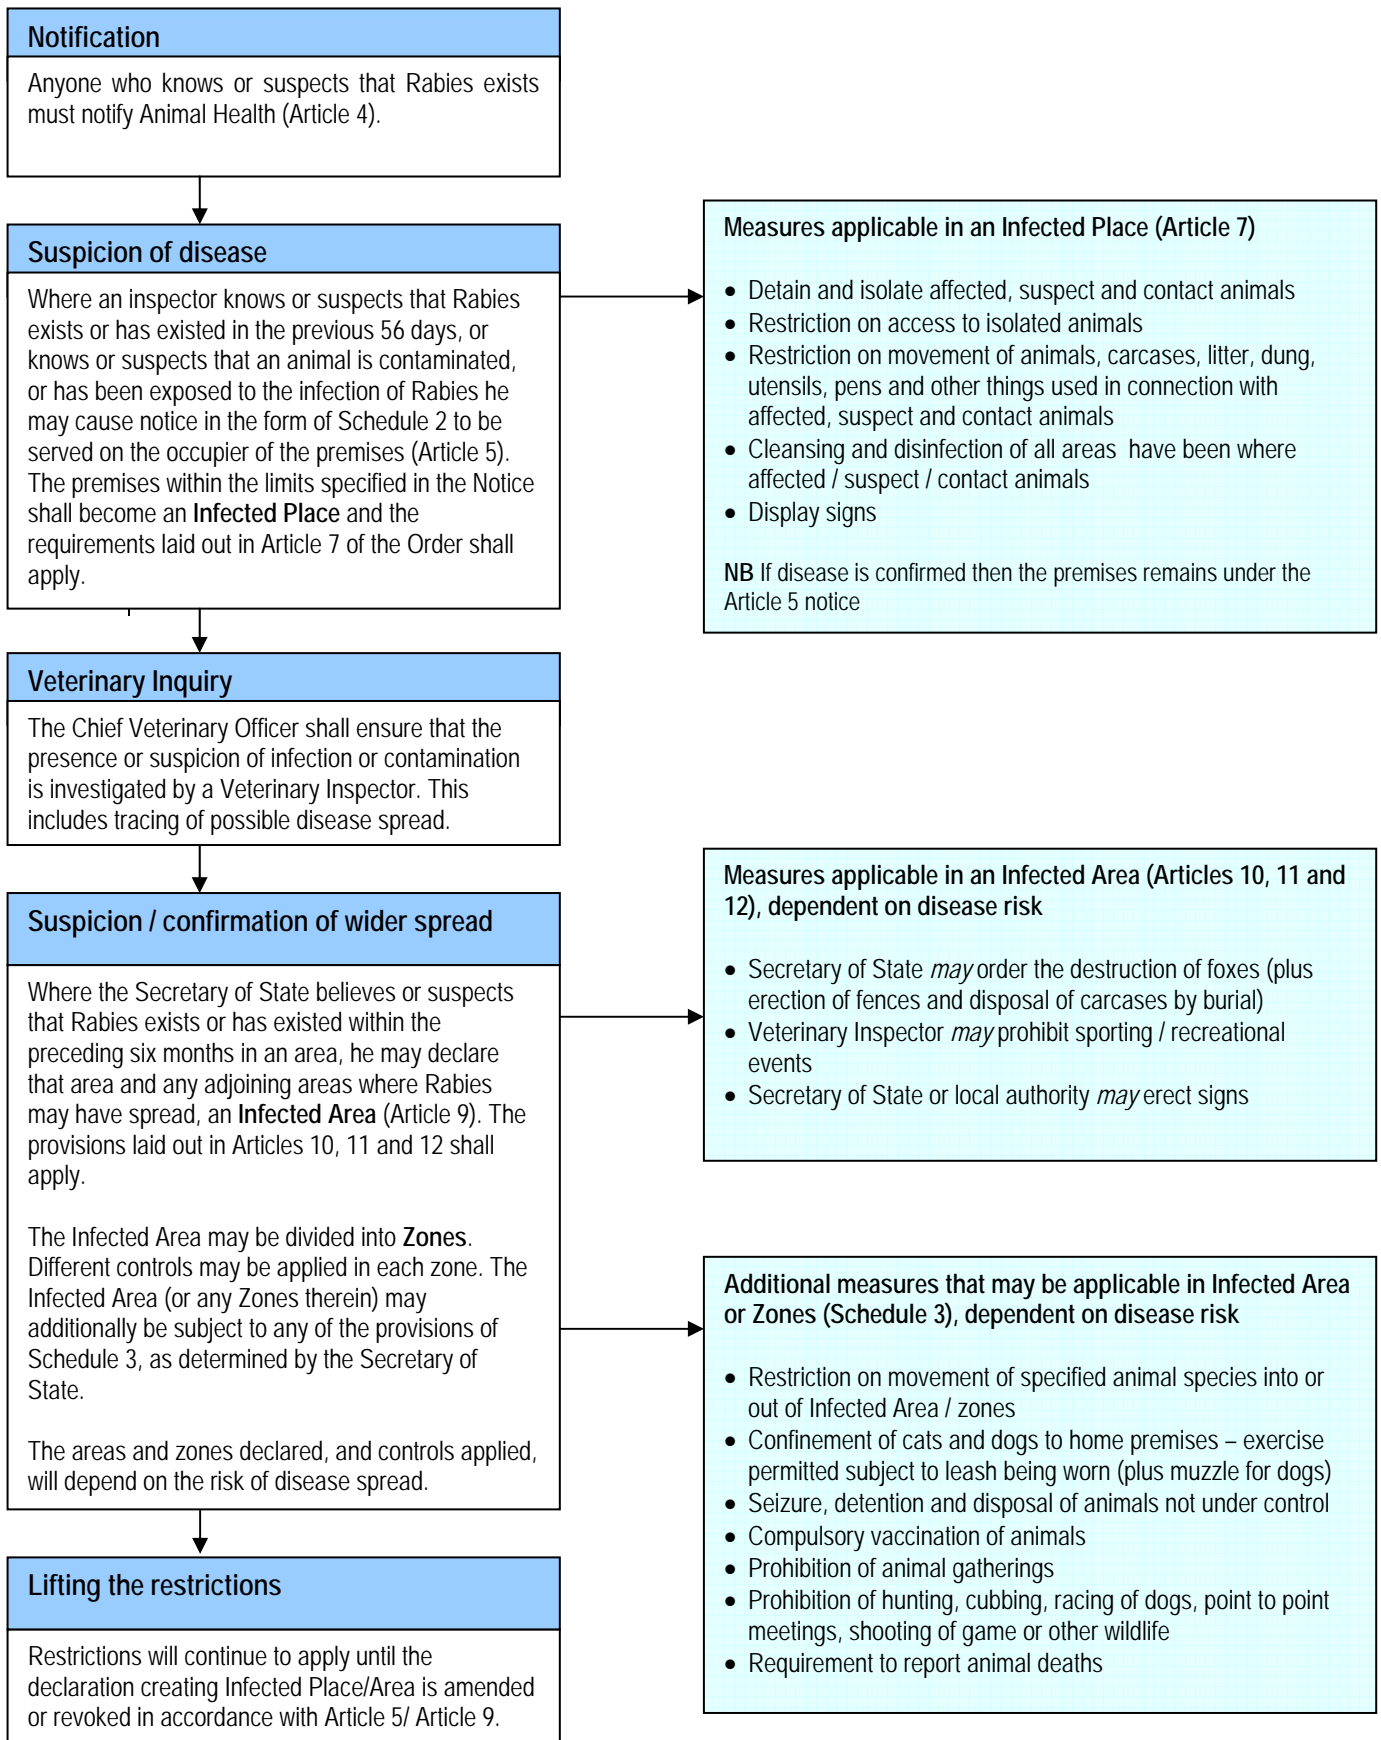 Notification
Anyone who knows or suspects that Rabies exists
must notify Animal Health (Article 4).
Suspicion of disease
Where an inspector knows or suspects that Rabies
exists or has existed in the previous 56 days, or
knows or suspects that an animal is contaminated,
or has been exposed to the infection of Rabies he
may cause notice in the form of Schedule 2 to be
served on the occupier of the premises (Article 5).
The premises within the limits specified in the Notice
shall become an Infected Place and the
requirements laid out in Article 7 of the Order shall
apply.
Measures applicable in an Infected Place (Article 7)
• Detain and isolate affected, suspect and contact animals
• Restriction on access to isolated animals
• Restriction on movement of animals, carcases, litter, dung,
utensils, pens and other things used in connection with
affected, suspect and contact animals
• Cleansing and disinfection of all areas have been where
affected / suspect / contact animals
• Display signs
NB If disease is confirmed then the premises remains under the
Article 5 notice
Veterinary Inquiry
The Chief Veterinary Officer shall ensure that the
presence or suspicion of infection or contamination
is investigated by a Veterinary Inspector. This
includes tracing of possible disease spread.
Suspicion / confirmation of wider spread
Where the Secretary of State believes or suspects
that Rabies exists or has existed within the
preceding six months in an area, he may declare
that area and any adjoining areas where Rabies
may have spread, an Infected Area (Article 9). The
provisions laid out in Articles 10, 11 and 12 shall
apply.
The Infected Area may be divided into Zones.
Different controls may be applied in each zone. The
Infected Area (or any Zones therein) may
additionally be subject to any of the provisions of
Schedule 3, as determined by the Secretary of
State.
The areas and zones declared, and controls applied,
will depend on the risk of disease spread.
Measures applicable in an Infected Area (Articles 10, 11 and
12), dependent on disease risk
• Secretary of State may order the destruction of foxes (plus
erection of fences and disposal of carcases by burial)
• Veterinary Inspector may prohibit sporting / recreational
events
• Secretary of State or local authority may erect signs
Additional measures that may be applicable in Infected Area
or Zones (Schedule 3), dependent on disease risk
• Restriction on movement of specified animal species into or
out of Infected Area / zones
• Confinement of cats and dogs to home premises – exercise
permitted subject to leash being worn (plus muzzle for dogs)
• Seizure, detention and disposal of animals not under control
• Compulsory vaccination of animals
• Prohibition of animal gatherings
• Prohibition of hunting, cubbing, racing of dogs, point to point
meetings, shooting of game or other wildlife
• Requirement to report animal deaths
Lifting the restrictions
Restrictions will continue to apply until the
declaration creating Infected Place/Area is amended
or revoked in accordance with Article 5/ Article 9.